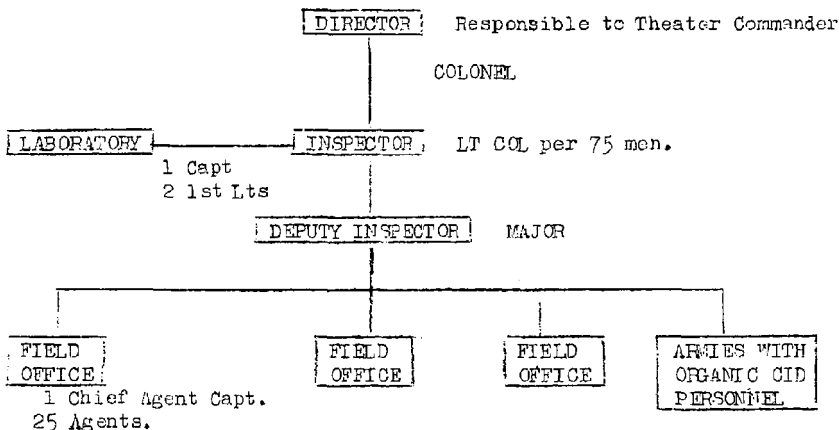 DIRECTOR Responsible to Theater Commander
COLONEL
LABORATORY INSPECTOR LT COL per 75 men.
1 Capt
2 1st Lts
DEPUTY INSPECTOR MAJOR
FIELD OFFICE
1 Chief Agent Capt.
25 Agents.
FIELD OFFICE
FIELD OFFICE
ARMIES WITH
ORGANIC CID
PERSONNEL